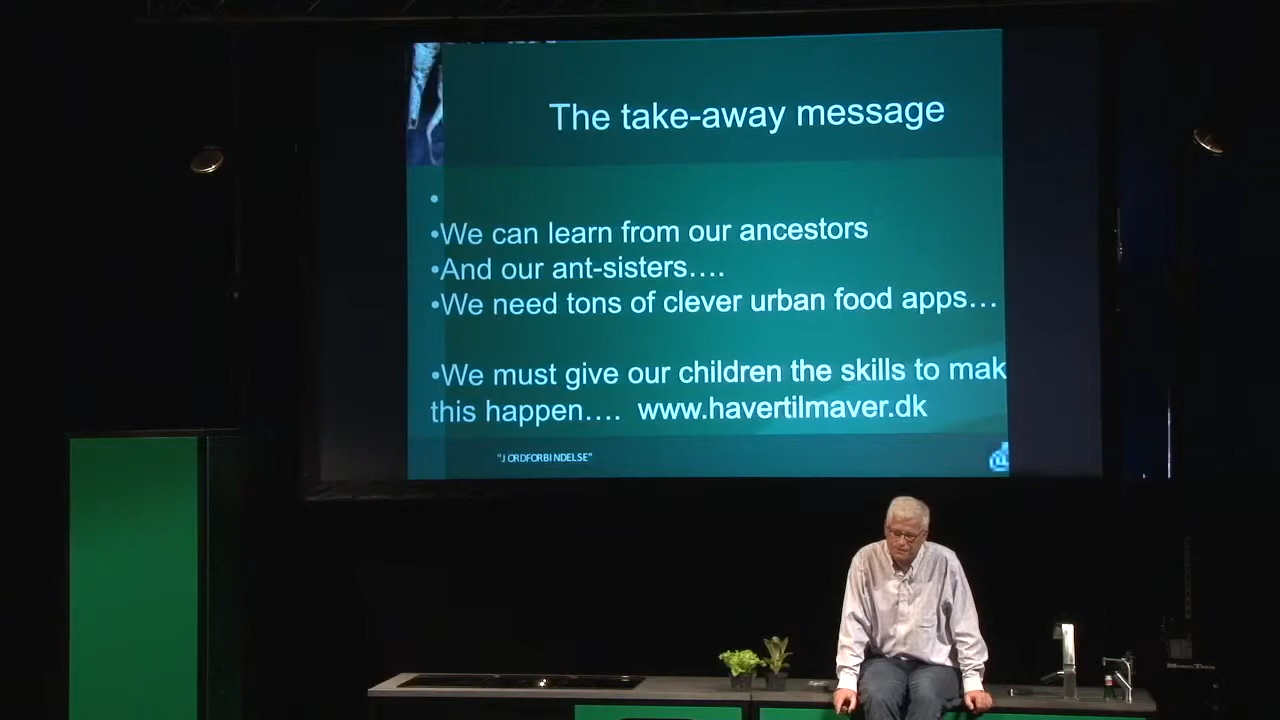 The take-away message
•
•We can learn from our ancestors
•And our ant-sisters….
•We need tons of clever urban food apps…
•We must give our children the skills to mak
this happen…. www.havertilmaver.dk
"JORDFORBINDELSE"